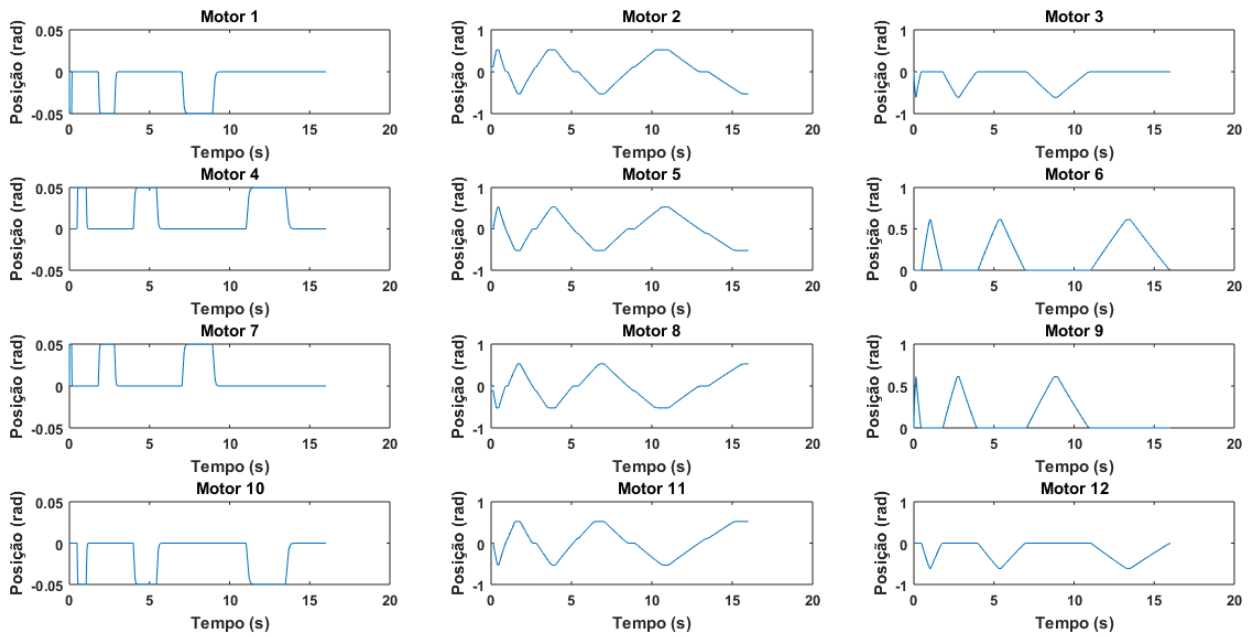 Motor 1
Posição (rad)
0.05
0
-0.05
0
5
10
15
20
Tempo (s)
Motor 2
Posição (rad)
1
0
-1
0
5
10
15
20
Tempo (s)
Motor 3
Posição (rad)
1
0
-1
0
5
10
15
20
Tempo (s)
Motor 4
Posição (rad)
0.05
0
-0.05
0
5
10
15
20
Tempo (s)
Motor 5
Posição (rad)
1
0
-1
0
5
10
15
20
Tempo (s)
Motor 6
Posição (rad)
1
0.5
0
0
5
10
15
20
Tempo (s)
Motor 7
Posição (rad)
0.05
0
-0.05
0
5
10
15
20
Tempo (s)
Motor 8
Posição (rad)
1
0
-1
0
5
10
15
20
Tempo (s)
Motor 9
Posição (rad)
1
0.5
0
0
5
10
15
20
Tempo (s)
Motor 10
Posição (rad)
0.05
0
-0.05
0
5
10
15
20
Tempo (s)
Motor 11
Posição (rad)
1
0
-1
0
5
10
15
20
Tempo (s)
Motor 12
Posição (rad)
1
0
-1
0
5
10
15
20
Tempo (s)